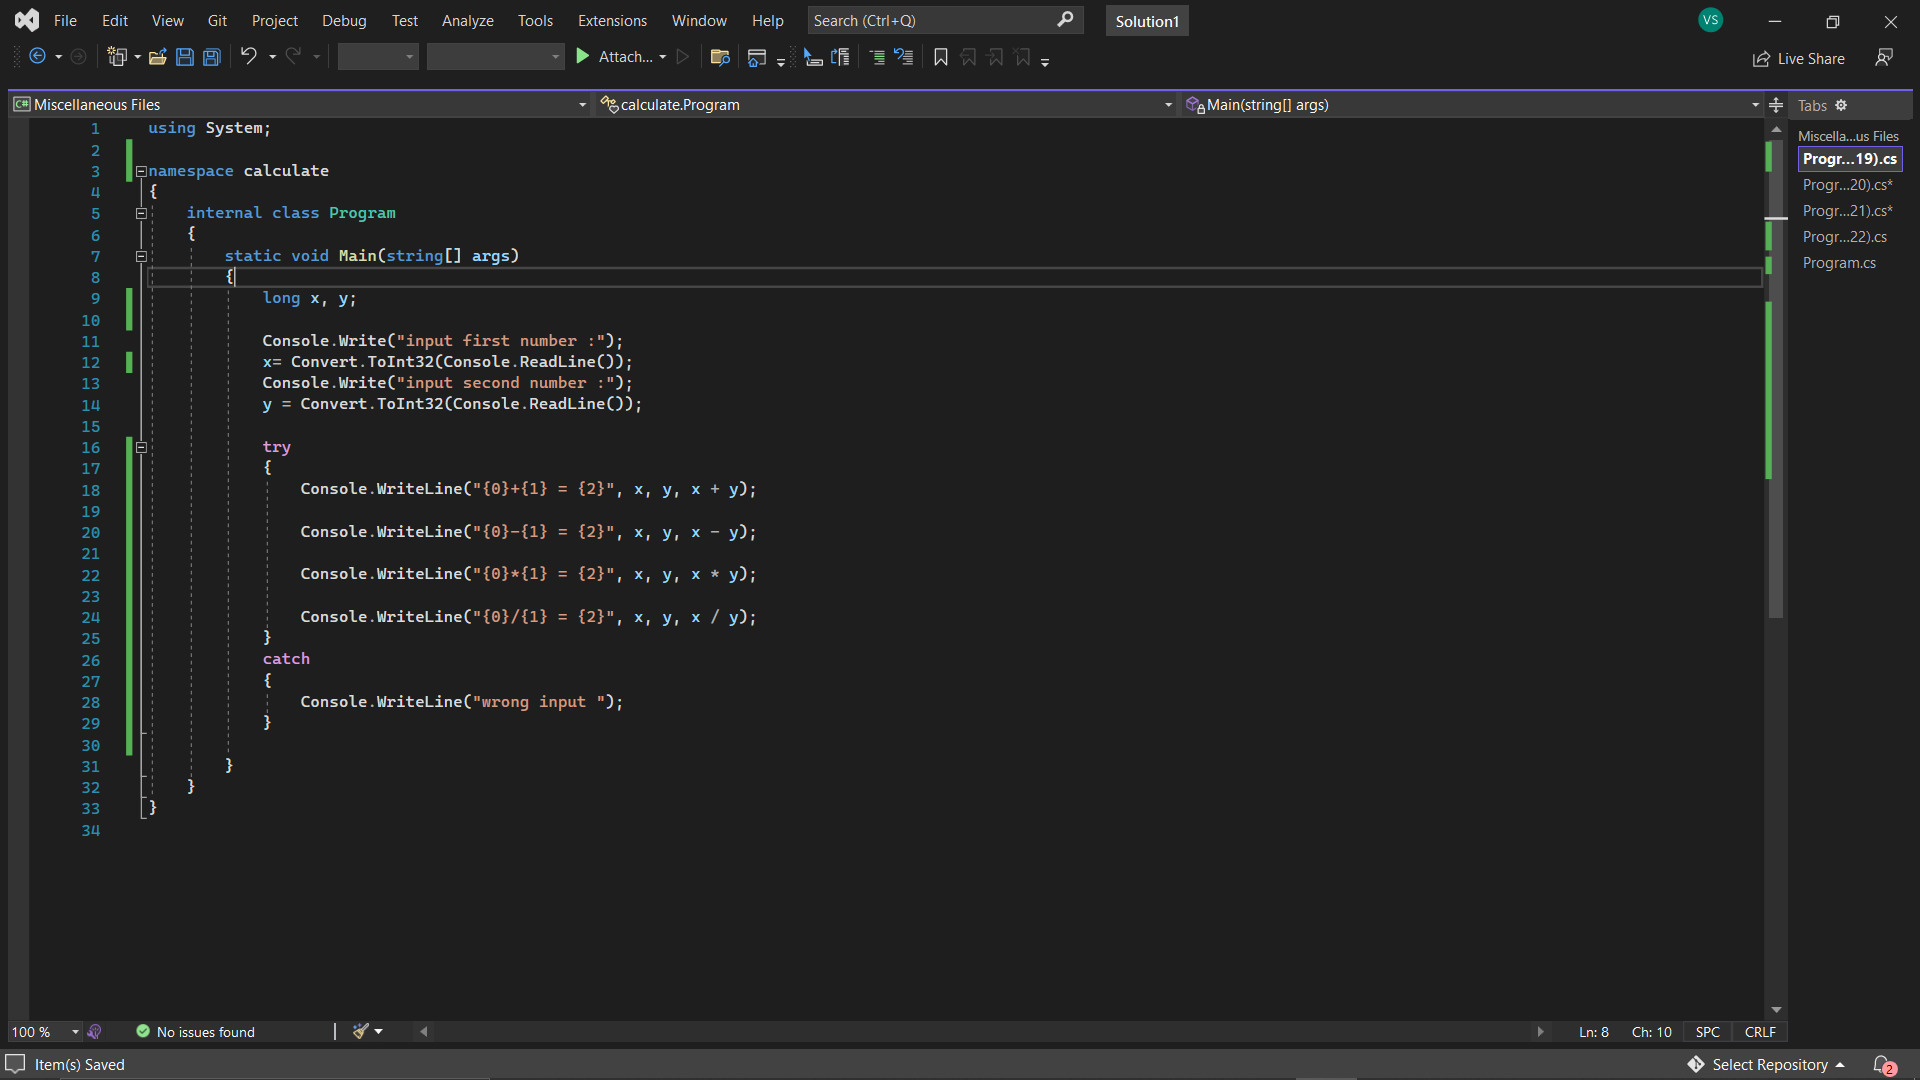 File Edit View Git Project Debug Test Analyze Tools Extensions Window Help Search (Ctrl+Q) Solution1 VS
Attach... Live Share
C# Miscellaneous Files calculate.Program Main(string[] args) Tabs
Miscella...us Files
Progr...19).cs
Progr...20).cs*
Progr...21).cs*
Progr...22).cs
Program.cs
1 using System;
2
3 namespace calculate
4 {
5 internal class Program
6 {
7 static void Main(string[] args)
8 {
9 long x, y;
10
11 Console.Write("input first number :");
12 x= Convert.ToInt32(Console.ReadLine());
13 Console.Write("input second number :");
14 y = Convert.ToInt32(Console.ReadLine());
15
16 try
17 {
18 Console.WriteLine("{0}+{1} = {2}", x, y, x + y);
19
20 Console.WriteLine("{0}-{1} = {2}", x, y, x - y);
21
22 Console.WriteLine("{0}*{1} = {2}", x, y, x * y);
23
24 Console.WriteLine("{0}/{1} = {2}", x, y, x / y);
25 }
26 catch
27 {
28 Console.WriteLine("wrong input ");
29 }
30
31 }
32 }
33 }
34
100 % No issues found Ln: 8 Ch: 10 SPC CRLF
Item(s) Saved Select Repository 2